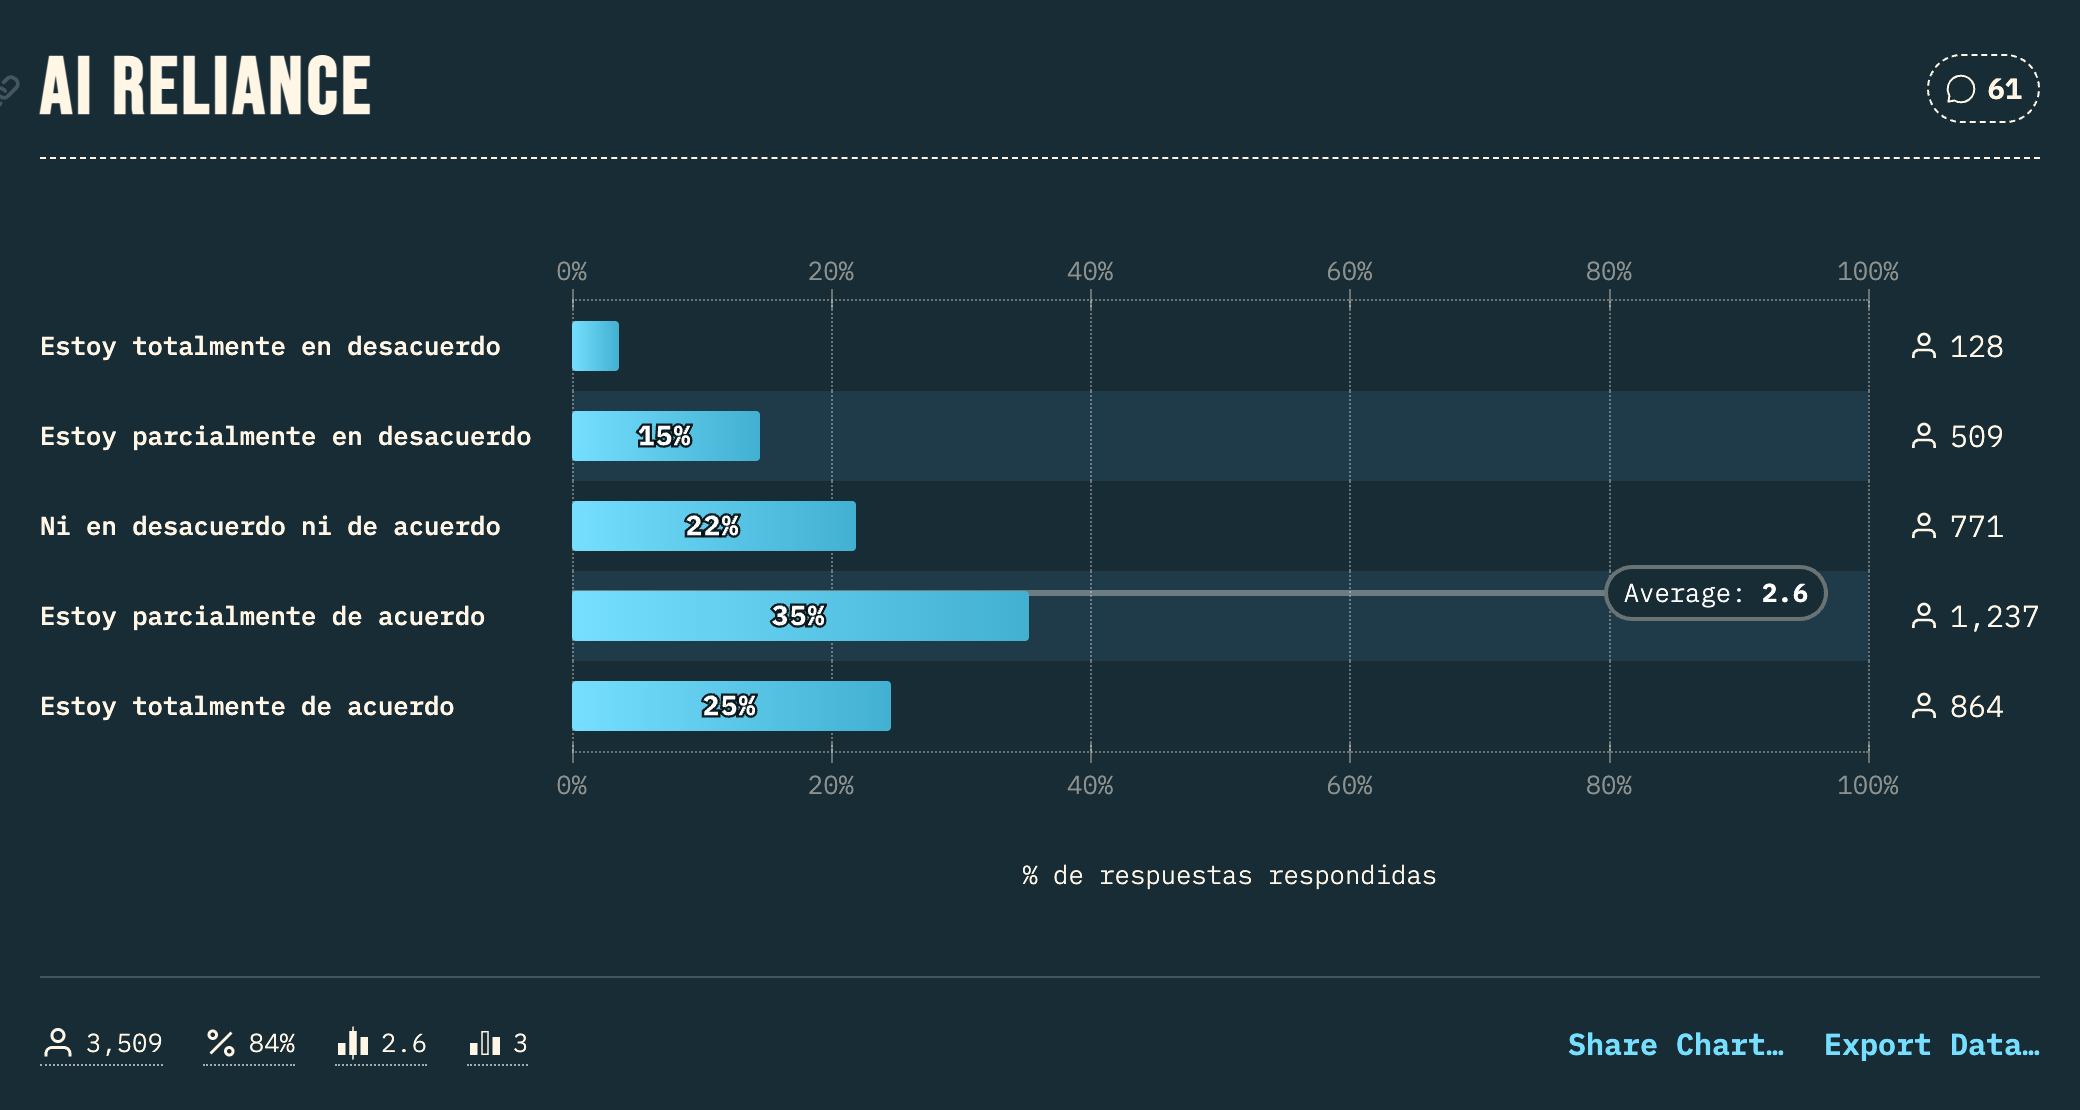 AI RELIANCE
61
0% 20% 40% 60% 80% 100%
Estoy totalmente en desacuerdo 128
Estoy parcialmente en desacuerdo 15% 509
Ni en desacuerdo ni de acuerdo 22% 771
Average: 2.6
Estoy parcialmente de acuerdo 35% 1,237
Estoy totalmente de acuerdo 25% 864
0% 20% 40% 60% 80% 100%
% de respuestas respondidas
3,509 % 84% 2.6 3 Share Chart… Export Data…